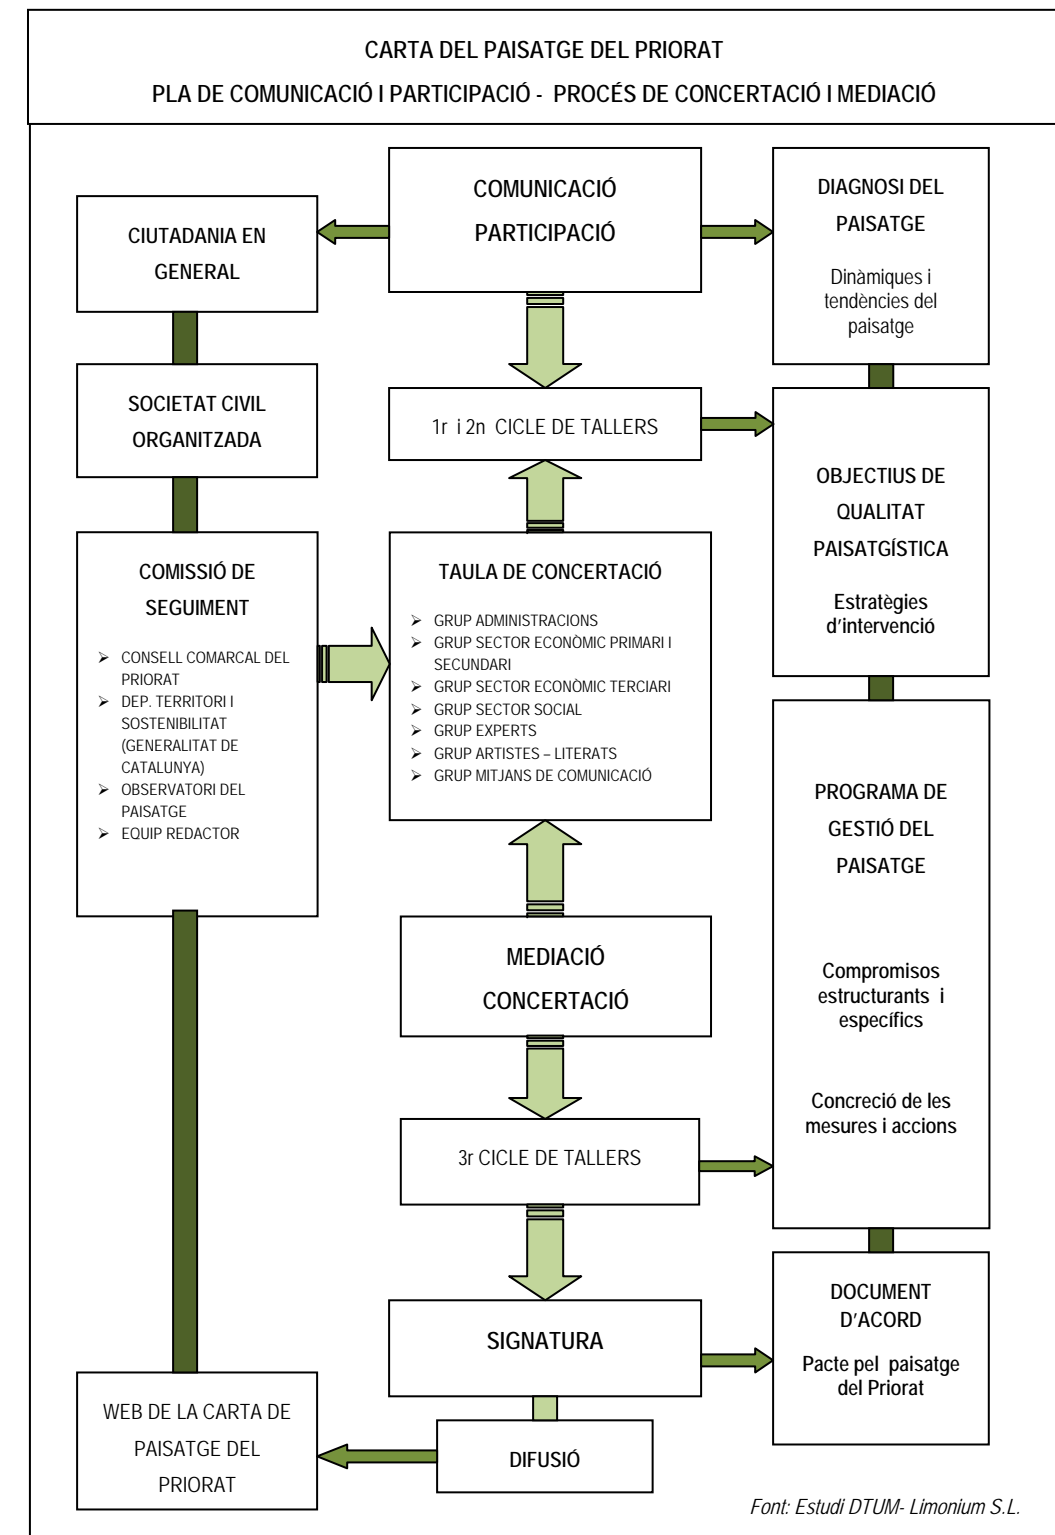 CARTA DEL PAISATGE DEL PRIORAT
PLA DE COMUNICACIÓ I PARTICIPACIÓ - PROCÉS DE CONCERTACIÓ I MEDIACIÓ
COMUNICACIÓ
PARTICIPACIÓ
CIUTADANIA EN
GENERAL
DIAGNOSI DEL
PAISATGE
Dinàmiques i
tendències del
paisatge
SOCIETAT CIVIL
ORGANITZADA
1r i 2n CICLE DE TALLERS
OBJECTIUS DE
QUALITAT
PAISATGÍSTICA
Estratègies
d'intervenció
COMISSIÓ DE
SEGUIMENT
➢ CONSELL COMARCAL DEL
PRIORAT
➢ DEP. TERRITORI I
SOSTENIBILITAT
(GENERALITAT DE
CATALUNYA)
➢ OBSERVATORI DEL
PAISATGE
➢ EQUIP REDACTOR
TAULA DE CONCERTACIÓ
➢ GRUP ADMINISTRACIONS
➢ GRUP SECTOR ECONÒMIC PRIMARI I
SECUNDARI
➢ GRUP SECTOR ECONÒMIC TERCIARI
➢ GRUP SECTOR SOCIAL
➢ GRUP EXPERTS
➢ GRUP ARTISTES – LITERATS
➢ GRUP MITJANS DE COMUNICACIÓ
PROGRAMA DE
GESTIÓ DEL
PAISATGE
Compromisos
estructurants i
específics
Concreció de les
mesures i accions
MEDIACIÓ
CONCERTACIÓ
3r CICLE DE TALLERS
SIGNATURA
DOCUMENT
D'ACORD
Pacte pel paisatge
del Priorat
WEB DE LA CARTA DE
PAISATGE DEL
PRIORAT
DIFUSIÓ
Font: Estudi DTUM- Limonium S.L.